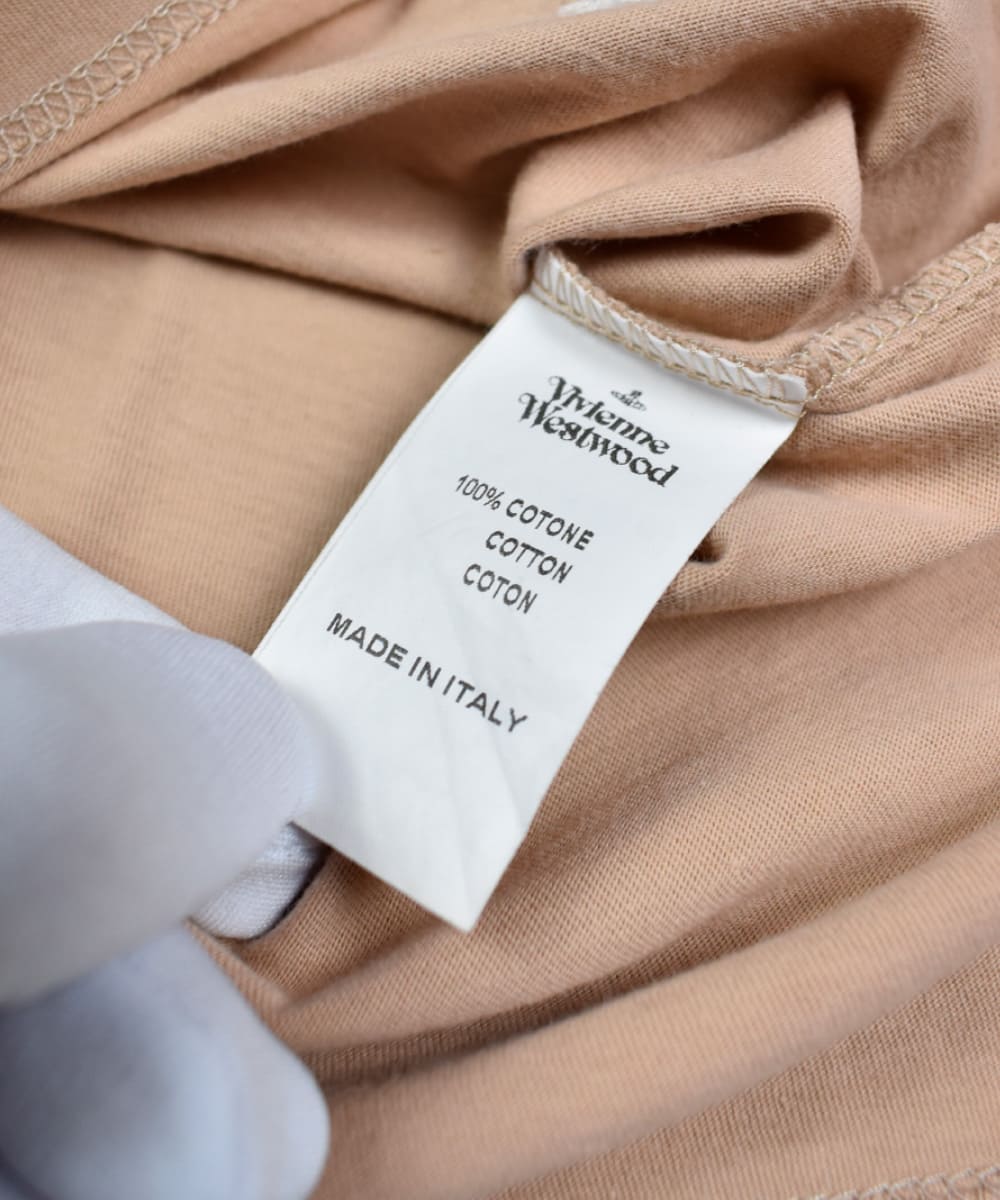 Vivienne
Westwood
100% COTONE
COTTON
COTON
MADE IN ITALY